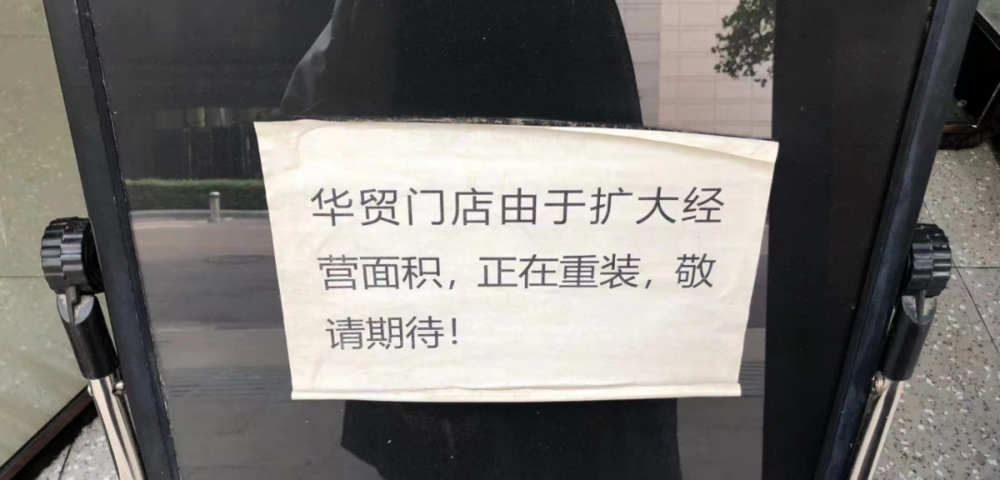 华贸门店由于扩大经
营面积，正在重装，敬
请期待！